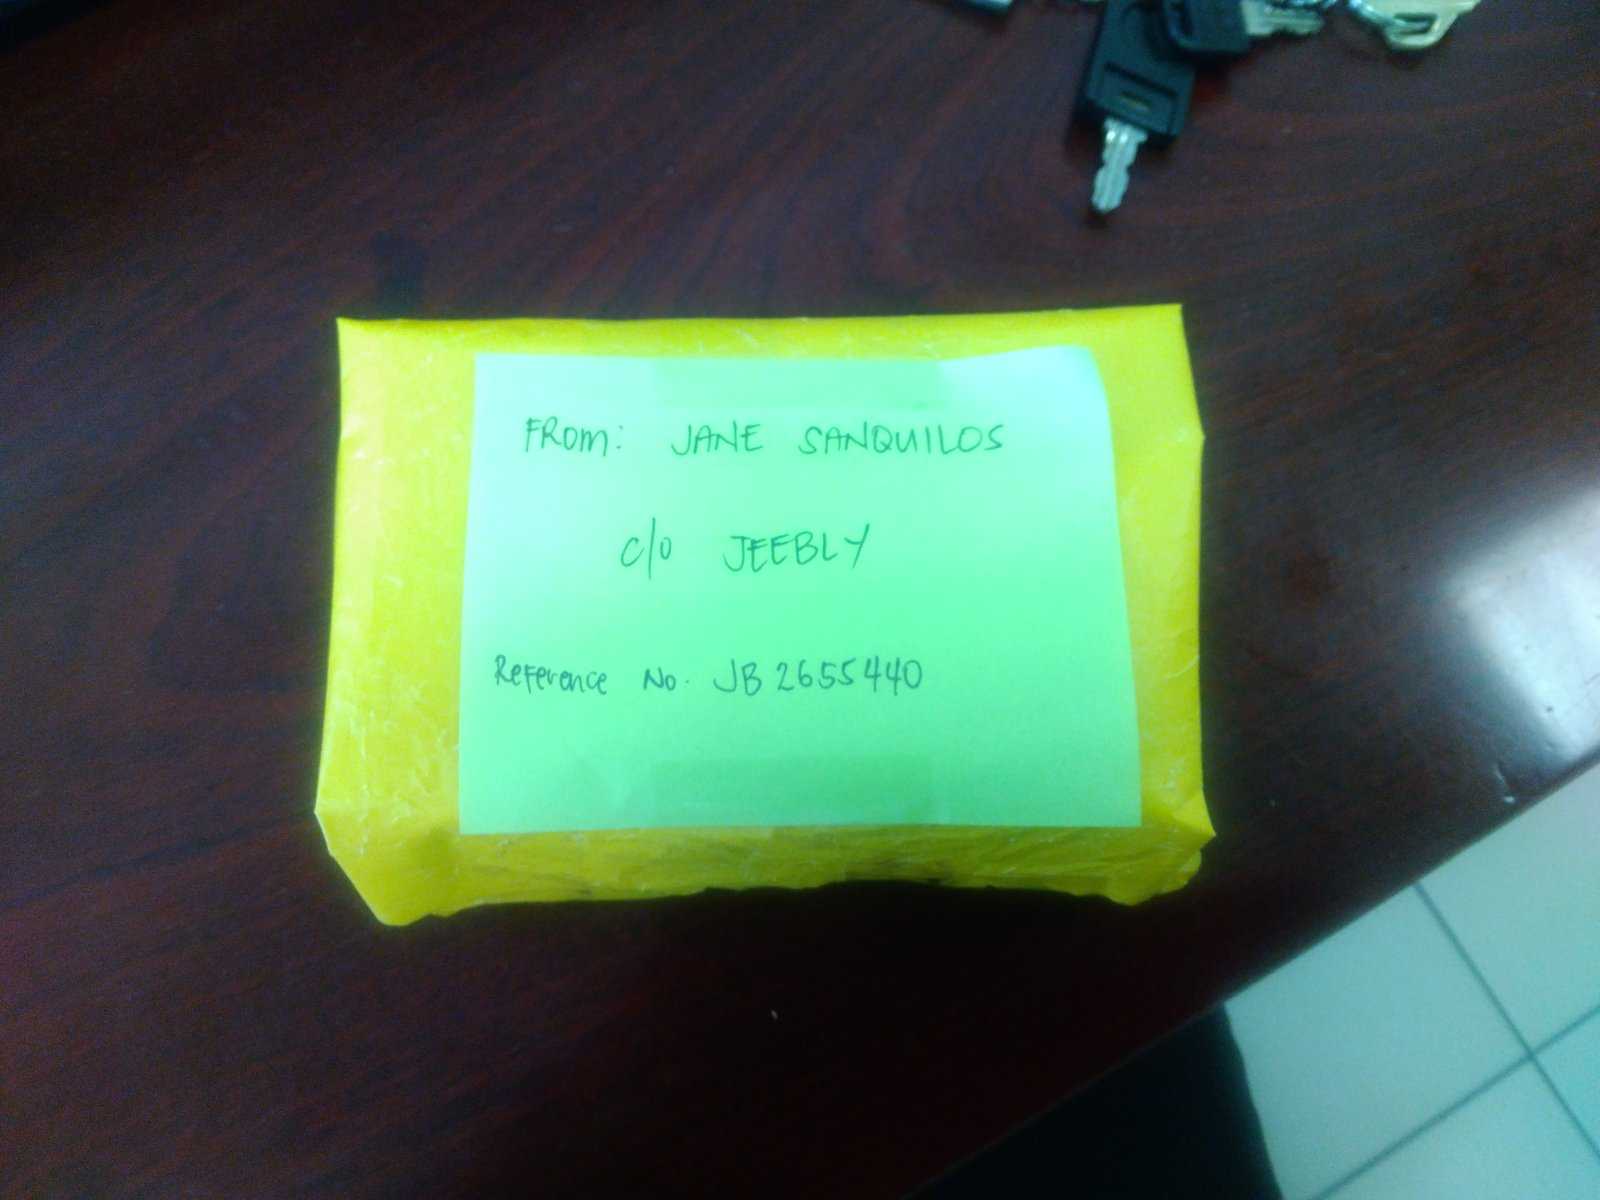 FROM: JANE SANQUILOS
c/o JEEBLY
Reference No. JB 2655440